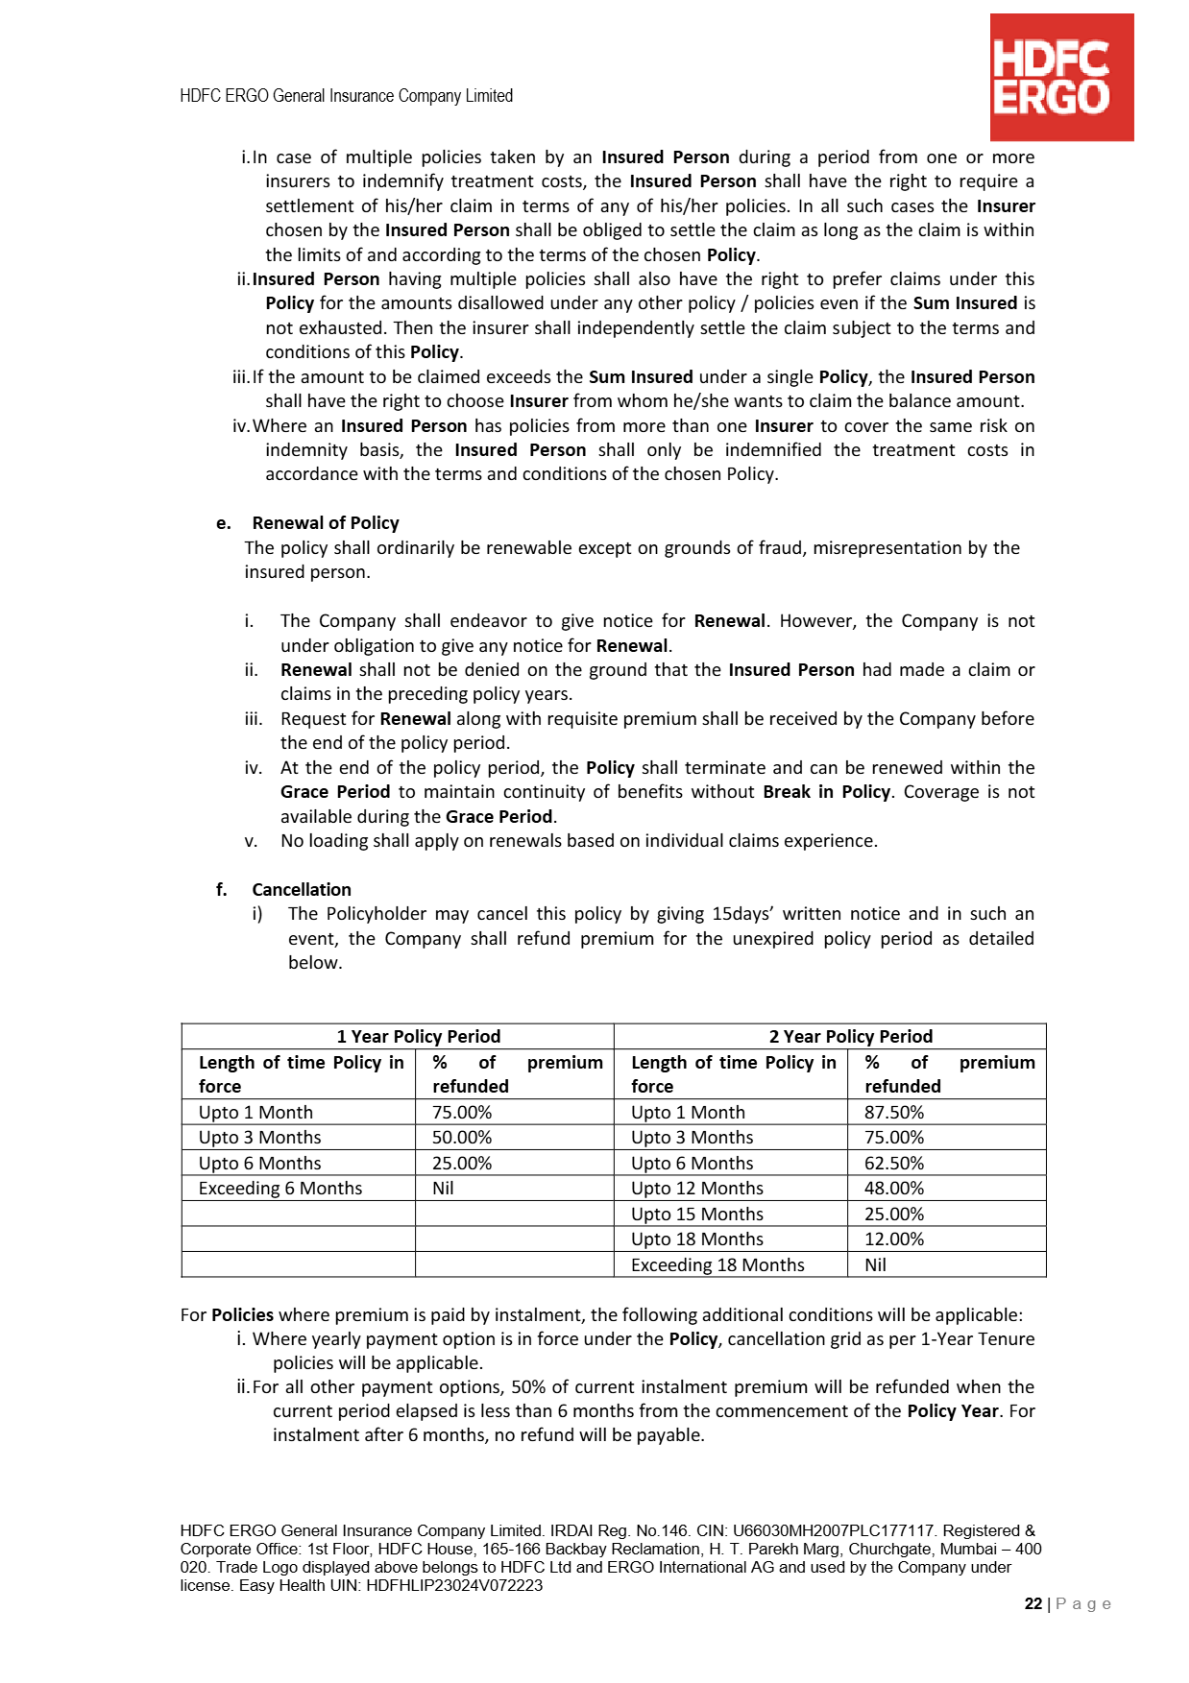 HDFC
ERGO
HDFC ERGO General Insurance Company Limited
i. In case of multiple policies taken by an Insured Person during a period from one or more
insurers to indemnify treatment costs, the Insured Person shall have the right to require a
settlement of his/her claim in terms of any of his/her policies. In all such cases the Insurer
chosen by the Insured Person shall be obliged to settle the claim as long as the claim is within
the limits of and according to the terms of the chosen Policy.
ii. Insured Person having multiple policies shall also have the right to prefer claims under this
Policy for the amounts disallowed under any other policy / policies even if the Sum Insured is
not exhausted. Then the insurer shall independently settle the claim subject to the terms and
conditions of this Policy.
iii. If the amount to be claimed exceeds the Sum Insured under a single Policy, the Insured Person
shall have the right to choose Insurer from whom he/she wants to claim the balance amount.
iv. Where an Insured Person has policies from more than one Insurer to cover the same risk on
indemnity basis, the Insured Person shall only be indemnified the treatment costs in
accordance with the terms and conditions of the chosen Policy.
e. Renewal of Policy
The policy shall ordinarily be renewable except on grounds of fraud, misrepresentation by the
insured person.
i. The Company shall endeavor to give notice for Renewal. However, the Company is not
under obligation to give any notice for Renewal.
ii. Renewal shall not be denied on the ground that the Insured Person had made a claim or
claims in the preceding policy years.
iii. Request for Renewal along with requisite premium shall be received by the Company before
the end of the policy period.
iv. At the end of the policy period, the Policy shall terminate and can be renewed within the
Grace Period to maintain continuity of benefits without Break in Policy. Coverage is not
available during the Grace Period.
v. No loading shall apply on renewals based on individual claims experience.
f. Cancellation
i) The Policyholder may cancel this policy by giving 15days’ written notice and in such an
event, the Company shall refund premium for the unexpired policy period as detailed
below.
1 Year Policy Period 2 Year Policy Period
Length of time Policy in % of premium Length of time Policy in % of premium
force refunded force refunded
Upto 1 Month 75.00% Upto 1 Month 87.50%
Upto 3 Months 50.00% Upto 3 Months 75.00%
Upto 6 Months 25.00% Upto 6 Months 62.50%
Exceeding 6 Months Nil Upto 12 Months 48.00%
Upto 15 Months 25.00%
Upto 18 Months 12.00%
Exceeding 18 Months Nil
For Policies where premium is paid by instalment, the following additional conditions will be applicable:
i. Where yearly payment option is in force under the Policy, cancellation grid as per 1-Year Tenure
policies will be applicable.
ii. For all other payment options, 50% of current instalment premium will be refunded when the
current period elapsed is less than 6 months from the commencement of the Policy Year. For
instalment after 6 months, no refund will be payable.
HDFC ERGO General Insurance Company Limited. IRDAI Reg. No.146. CIN: U66030MH2007PLC177117. Registered &
Corporate Office: 1st Floor, HDFC House, 165-166 Backbay Reclamation, H. T. Parekh Marg, Churchgate, Mumbai – 400
020. Trade Logo displayed above belongs to HDFC Ltd and ERGO International AG and used by the Company under
license. Easy Health UIN: HDFHLIP23024V072223
22 | Page